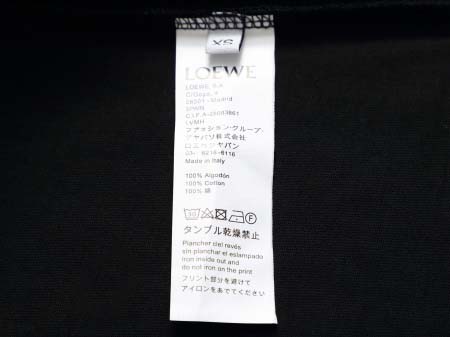 XS
LOEWE
LOEWE, S.A.
C/Goya, 4
28001 - Madrid
SPAIN
C.I.F. A-28003861
LVMH
ファッション・グループ・
ジャパン株式会社
ロエベ ジャパン
03- 6215-6116
Made in Italy
100% Algodón
100% Cotton
100% 綿
30
F
タンブル乾燥禁止
Planchar del revés
sin planchar el estampado
Iron inside out and
do not iron on the print
プリント部分を避けて
アイロンをあててください